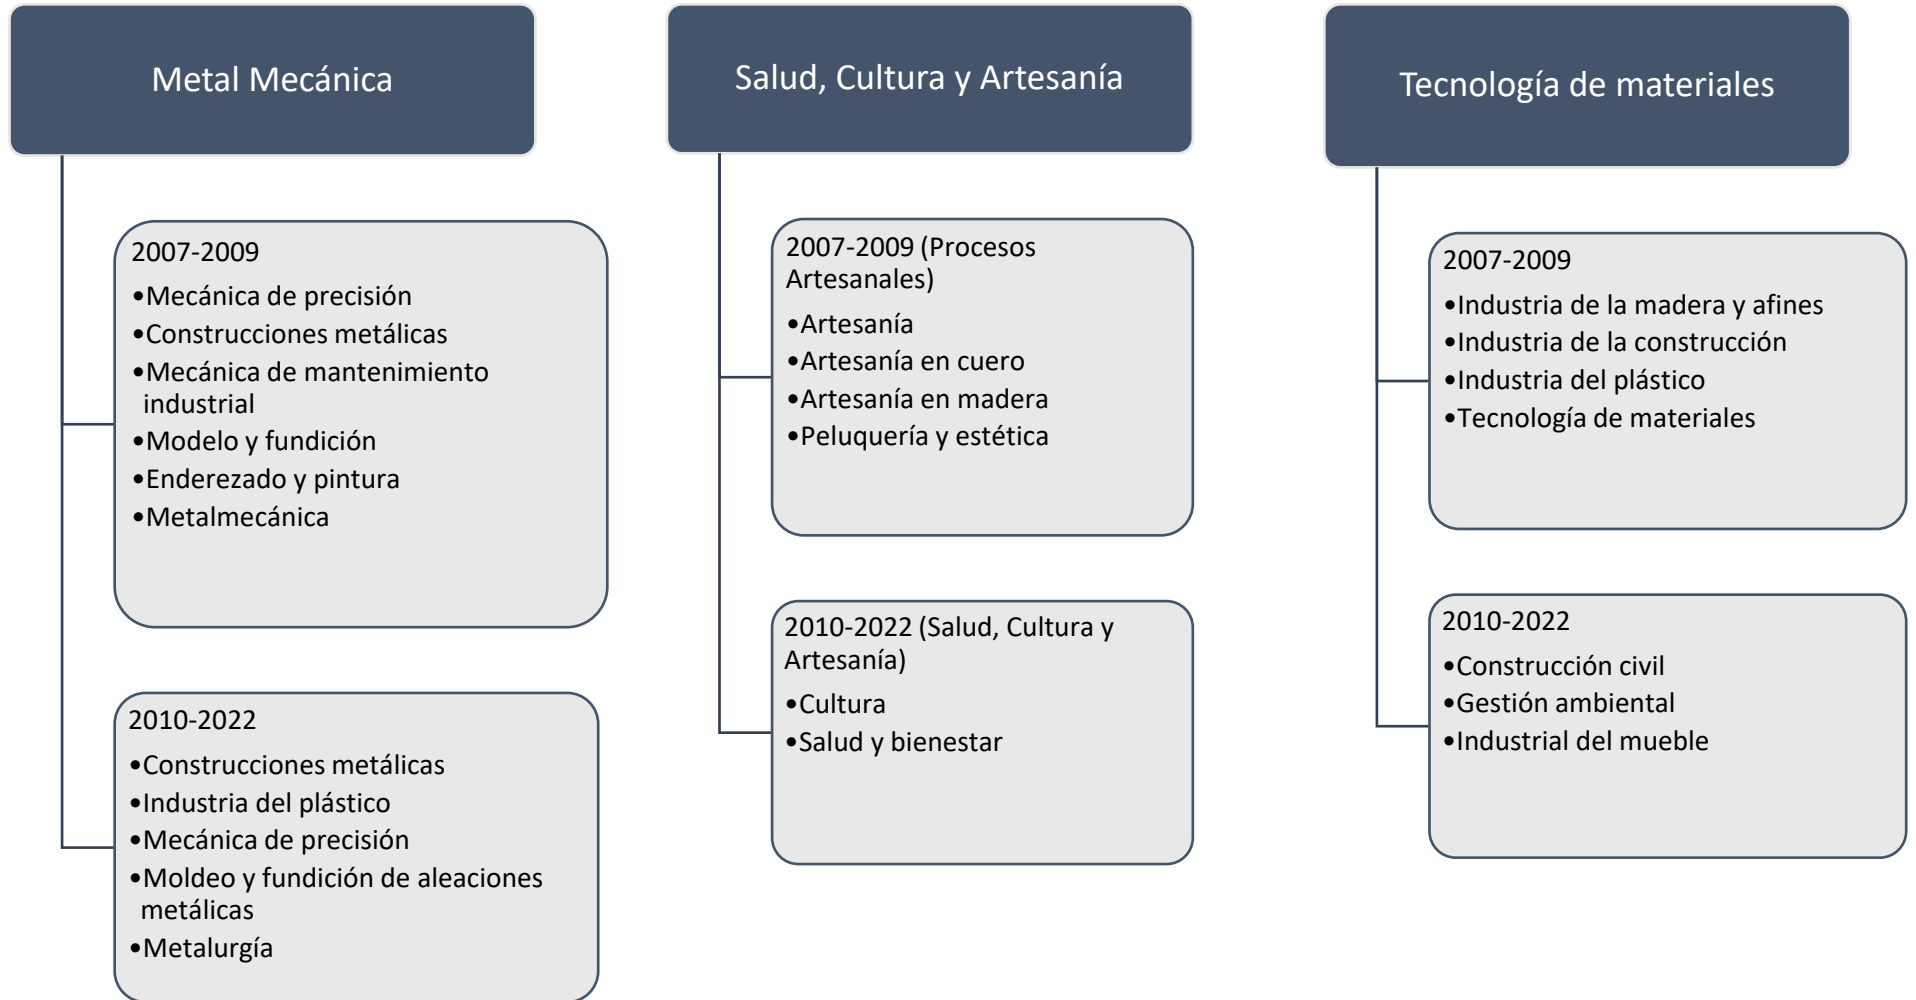 Metal Mecánica
2007-2009
•Mecánica de precisión
•Construcciones metálicas
•Mecánica de mantenimiento
industrial
•Modelo y fundición
•Enderezado y pintura
•Metalmecánica
2010-2022
•Construcciones metálicas
•Industria del plástico
•Mecánica de precisión
•Moldeo y fundición de aleaciones
metálicas
•Metalurgía
Salud, Cultura y Artesanía
2007-2009 (Procesos
Artesanales)
•Artesanía
•Artesanía en cuero
•Artesanía en madera
•Peluquería y estética
2010-2022 (Salud, Cultura y
Artesanía)
•Cultura
•Salud y bienestar
Tecnología de materiales
2007-2009
•Industria de la madera y afines
•Industria de la construcción
•Industria del plástico
•Tecnología de materiales
2010-2022
•Construcción civil
•Gestión ambiental
•Industrial del mueble